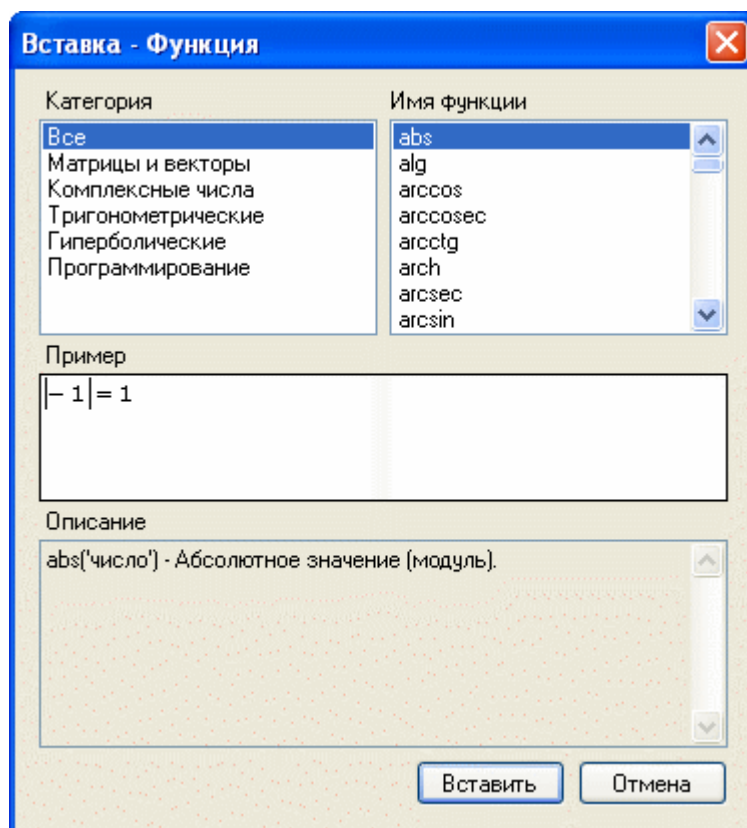 Вставка - Функция
Категория
Все
Матрицы и векторы
Комплексные числа
Тригонометрические
Гиперболические
Программирование
Имя функции
abs
alg
arccos
arccosec
arcctg
arch
arcsec
arcsin
Пример
|− 1| = 1
Описание
abs('число') - Абсолютное значение (модуль).
Вставить
Отмена